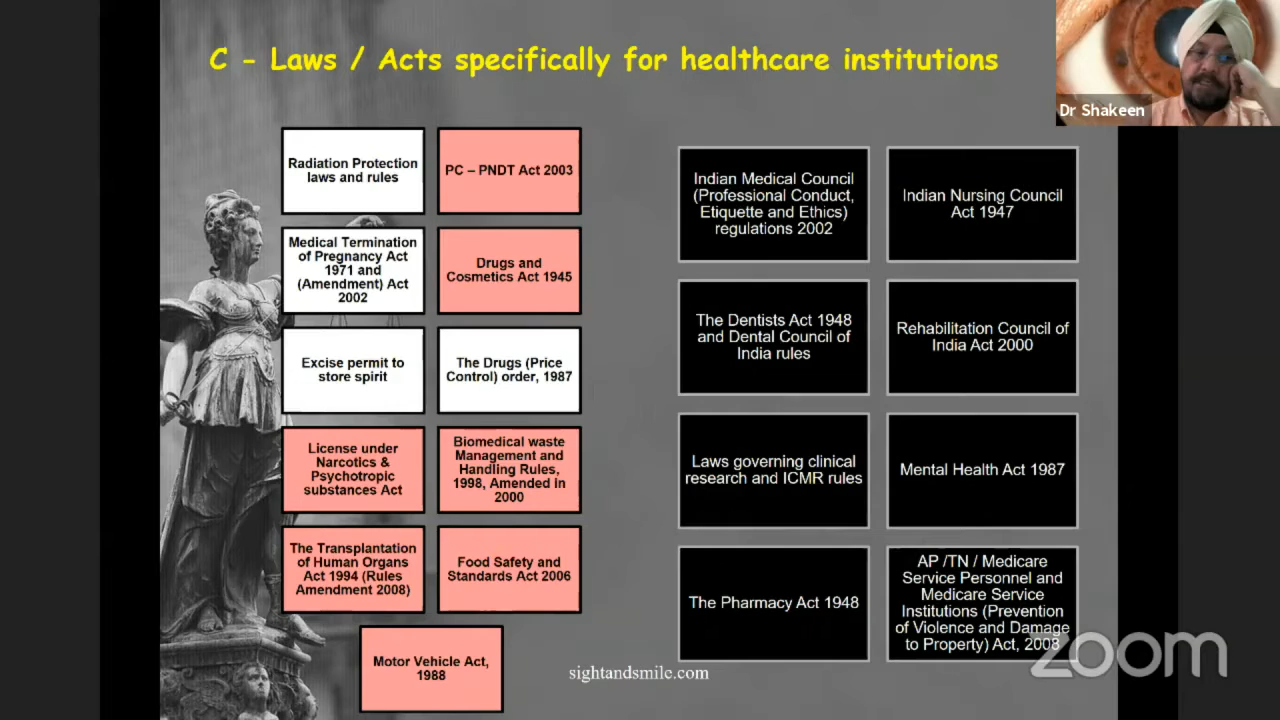 C - Laws / Acts specifically for healthcare institutions
Dr Shakeen
Radiation Protection
laws and rules
PC – PNDT Act 2003
Medical Termination
of Pregnancy Act
1971 and
(Amendment) Act
2002
Drugs and
Cosmetics Act 1945
Excise permit to
store spirit
The Drugs (Price
Control) order, 1987
License under
Narcotics &
Psychotropic
substances Act
Biomedical waste
Management and
Handling Rules,
1998, Amended in
2000
The Transplantation
of Human Organs
Act 1994 (Rules
Amendment 2008)
Food Safety and
Standards Act 2006
Motor Vehicle Act,
1988
Indian Medical Council
(Professional Conduct,
Etiquette and Ethics)
regulations 2002
Indian Nursing Council
Act 1947
The Dentists Act 1948
and Dental Council of
India rules
Rehabilitation Council of
India Act 2000
Laws governing clinical
research and ICMR rules
Mental Health Act 1987
The Pharmacy Act 1948
AP /TN / Medicare
Service Personnel and
Medicare Service
Institutions (Prevention
of Violence and Damage
to Property) Act, 2008
sightandsmile.com
zoom